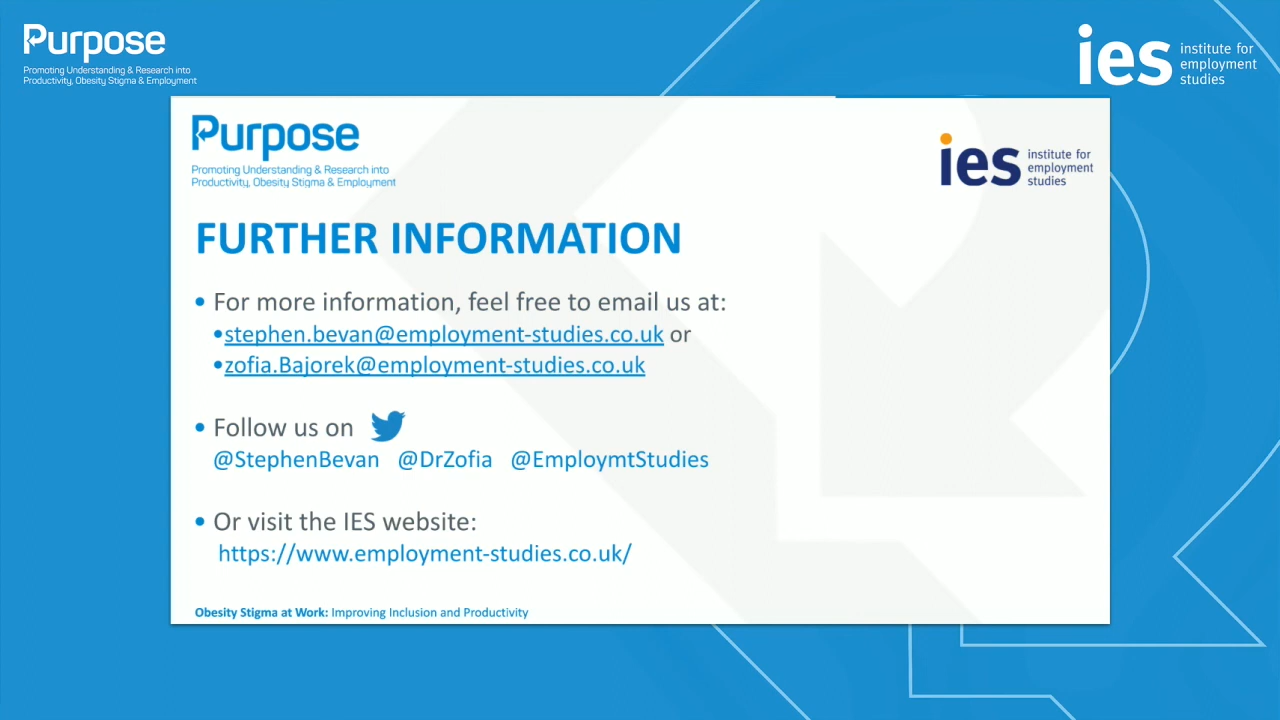 Purpose
Promoting Understanding & Research into
Productivity, Obesity Stigma & Employment
ies institute for
employment
studies
Purpose
Promoting Understanding & Research into
Productivity, Obesity Stigma & Employment
ies institute for
employment
studies
FURTHER INFORMATION
• For more information, feel free to email us at:
•stephen.bevan@employment-studies.co.uk or
•zofia.Bajorek@employment-studies.co.uk
• Follow us on
@StephenBevan @DrZofia @EmploymtStudies
• Or visit the IES website:
https://www.employment-studies.co.uk/
Obesity Stigma at Work: Improving Inclusion and Productivity